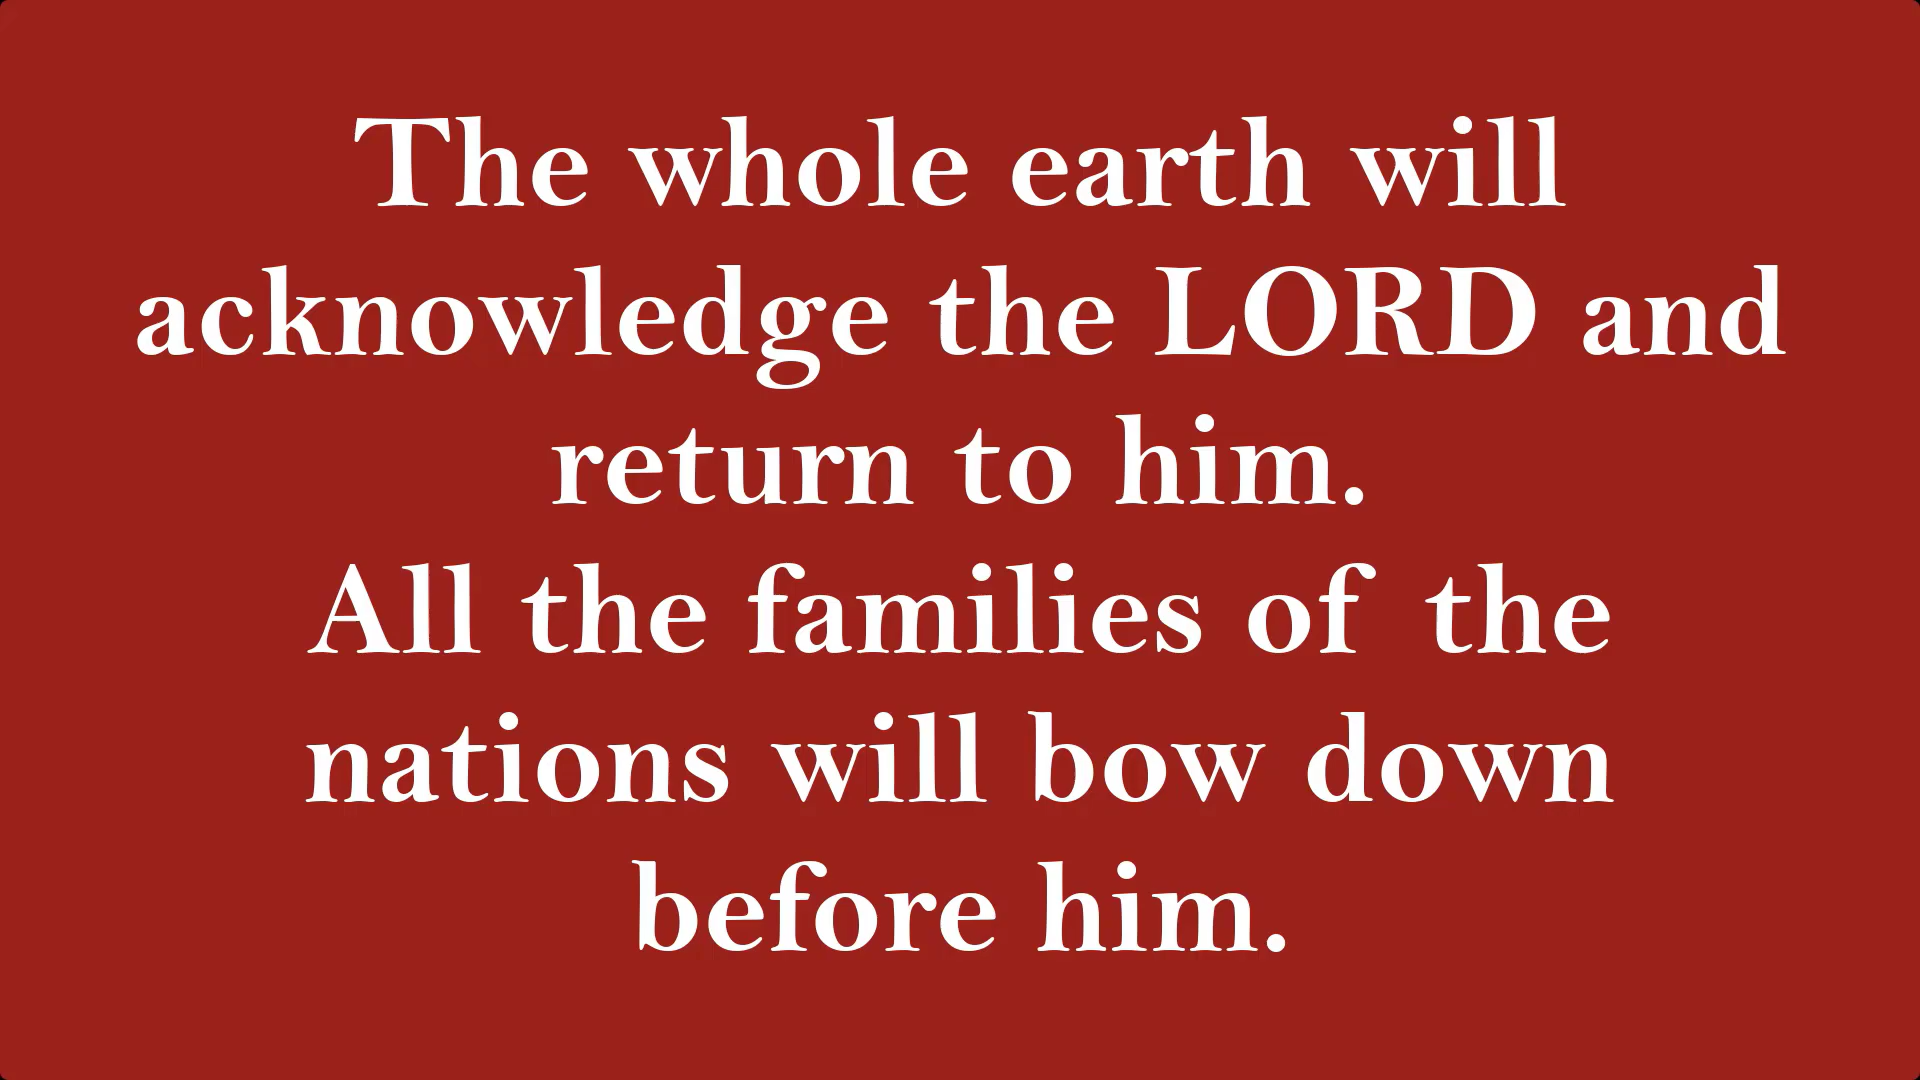 The whole earth will
acknowledge the LORD and
return to him.
All the families of the
nations will bow down
before him.